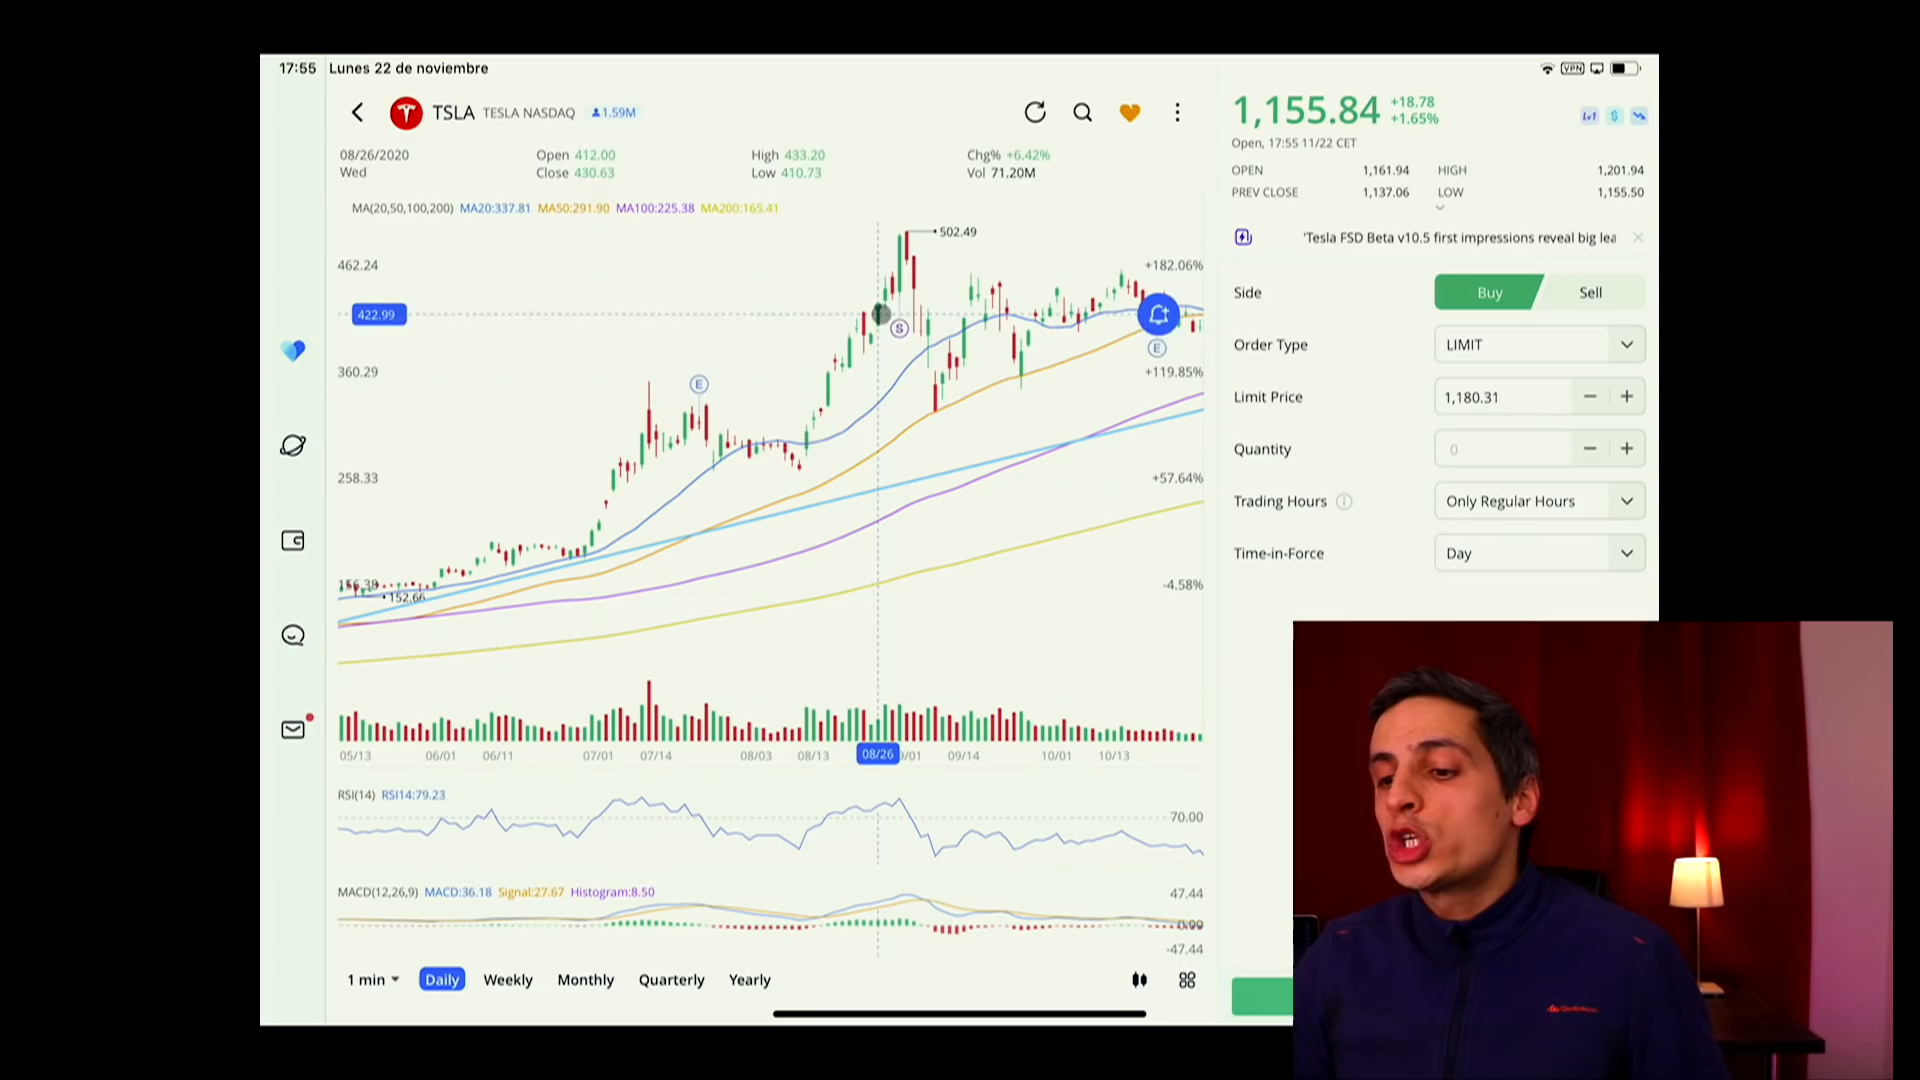 17:55 Lunes 22 de noviembre
VPN
TSLA TESLA NASDAQ 1.59M
1,155.84 +18.78
+1.65%
Lv1 $
Open, 17:55 11/22 CET
08/26/2020 Open 412.00 High 433.20 Chg% +6.42%
Wed Close 430.63 Low 410.73 Vol 71.20M
OPEN 1,161.94 HIGH 1,201.94
PREV CLOSE 1,137.06 LOW 1,155.50
MA(20,50,100,200) MA20:337.81 MA50:291.90 MA100:225.38 MA200:165.41
'Tesla FSD Beta v10.5 first impressions reveal big lea
502.49
462.24 +182.06%
422.99
S
E
360.29 +119.85%
E
258.33 +57.64%
156.38 -4.58%
152.66
05/13 06/01 06/11 07/01 07/14 08/03 08/13 08/26 9/01 09/14 10/01 10/13
RSI(14) RSI14:79.23
70.00
MACD(12,26,9) MACD:36.18 Signal:27.67 Histogram:8.50
47.44
0.00
-47.44
1 min Daily Weekly Monthly Quarterly Yearly
Side Buy Sell
Order Type LIMIT
Limit Price 1,180.31 − +
Quantity 0 − +
Trading Hours Only Regular Hours
Time-in-Force Day